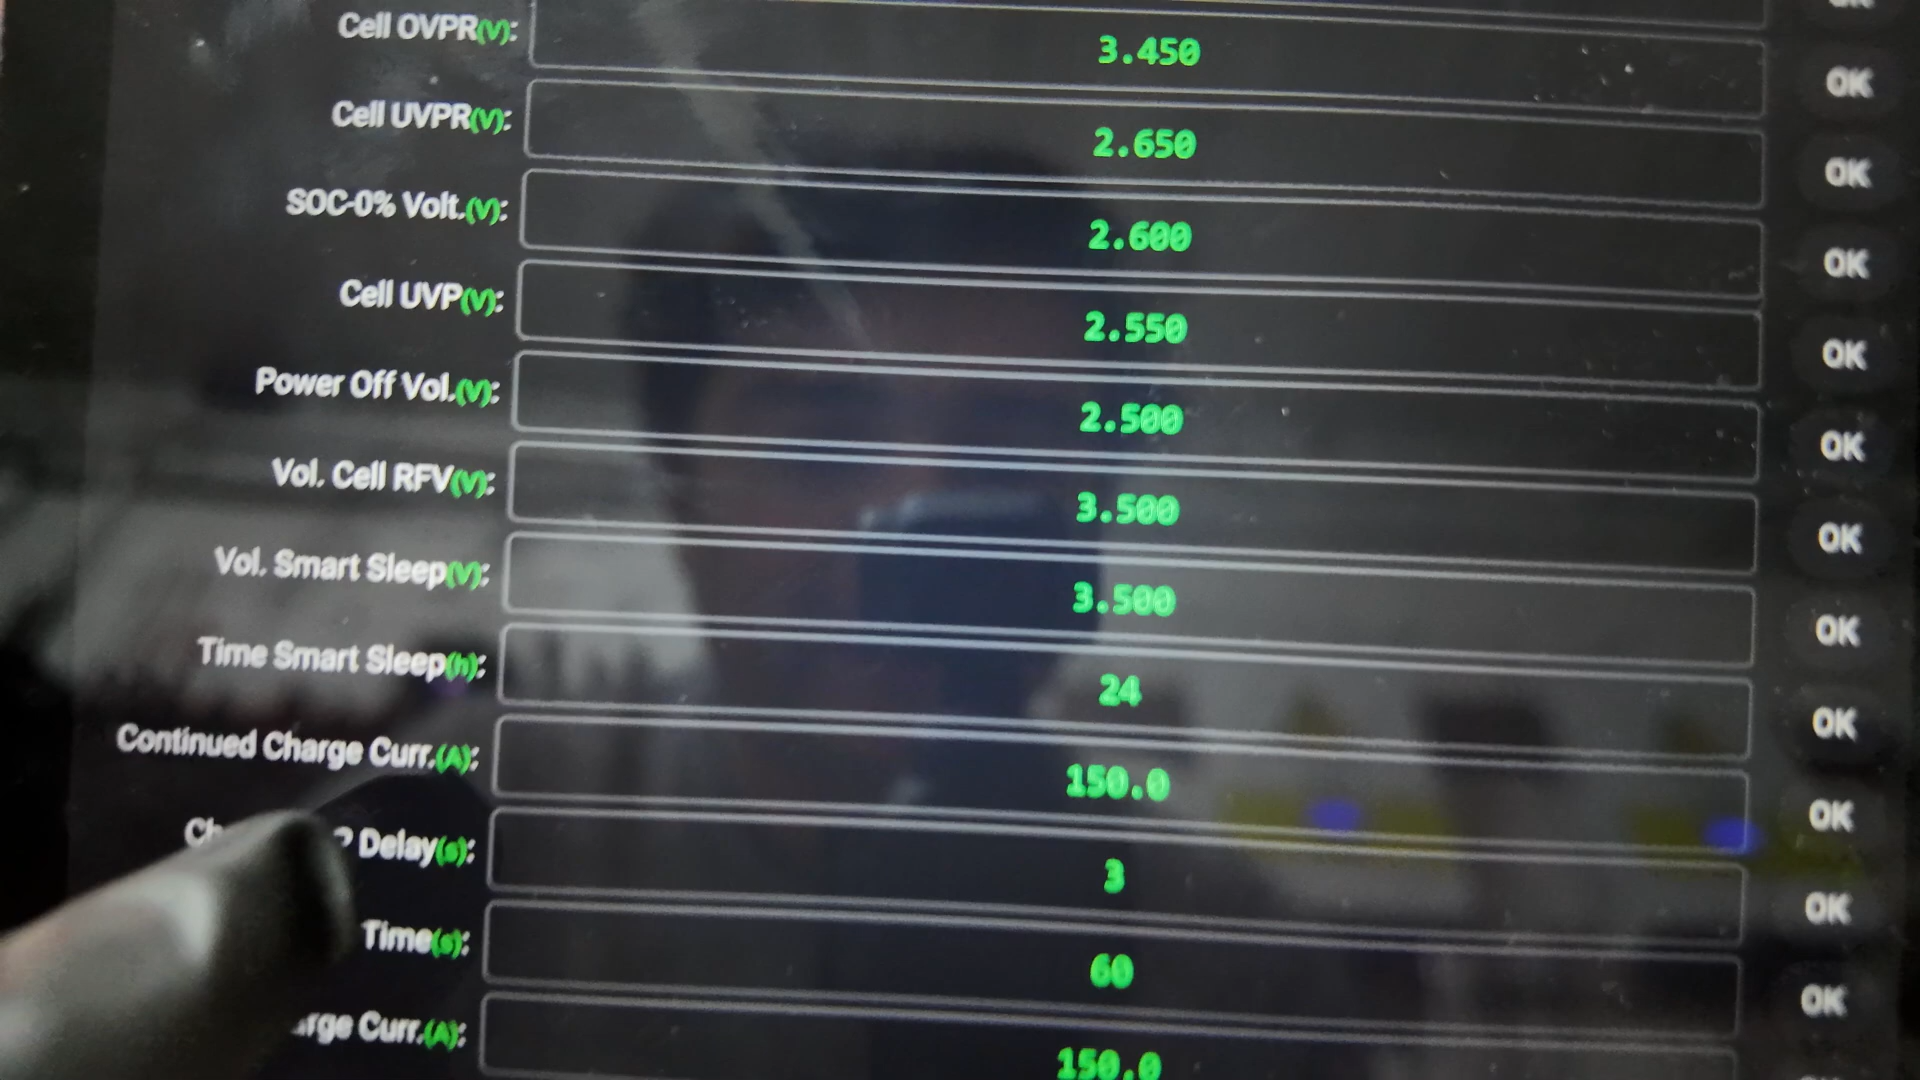 Cell OVPR(V): 3.450 OK
Cell UVPR(V): 2.650 OK
SOC-0% Volt.(V): 2.600 OK
Cell UVP(V): 2.550 OK
Power Off Vol.(V): 2.500 OK
Vol. Cell RFV(V): 3.500 OK
Vol. Smart Sleep(V): 3.500 OK
Time Smart Sleep(h): 24 OK
Continued Charge Curr.(A): 150.0 OK
Delay(s): 3 OK
Time(s): 60 OK
Curr.(A): 150.0